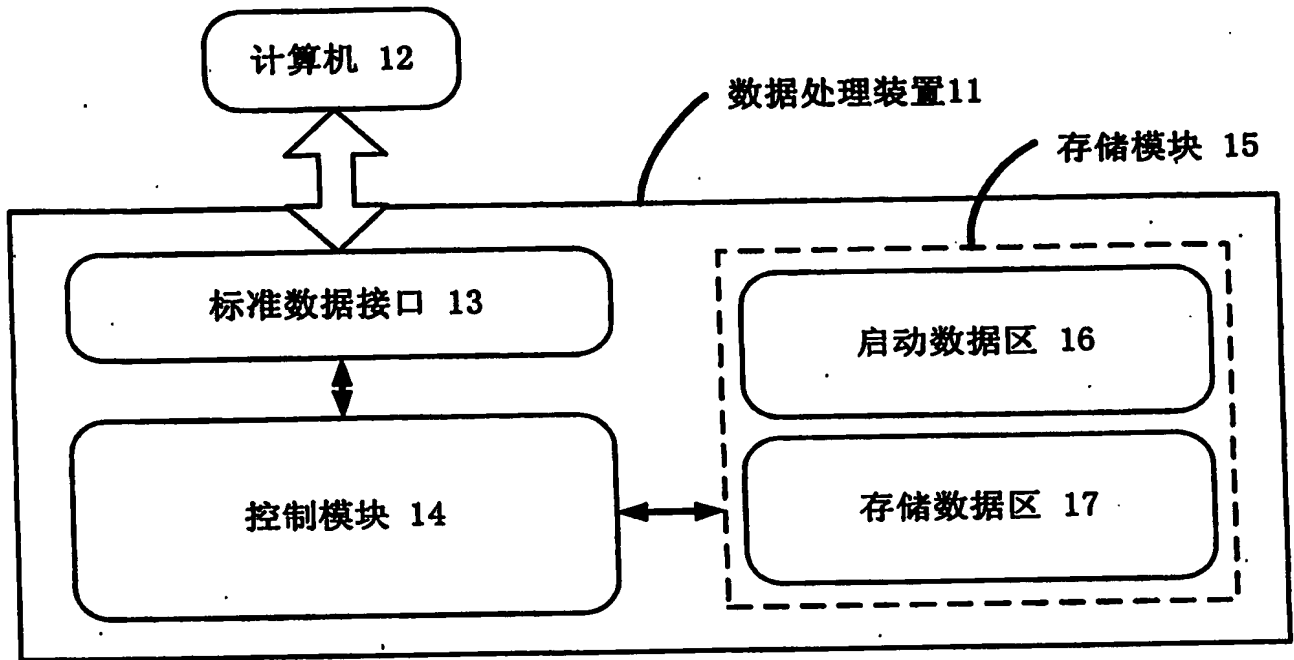 计算机 12
数据处理装置11
存储模块 15
标准数据接口 13
启动数据区 16
控制模块 14
存储数据区 17